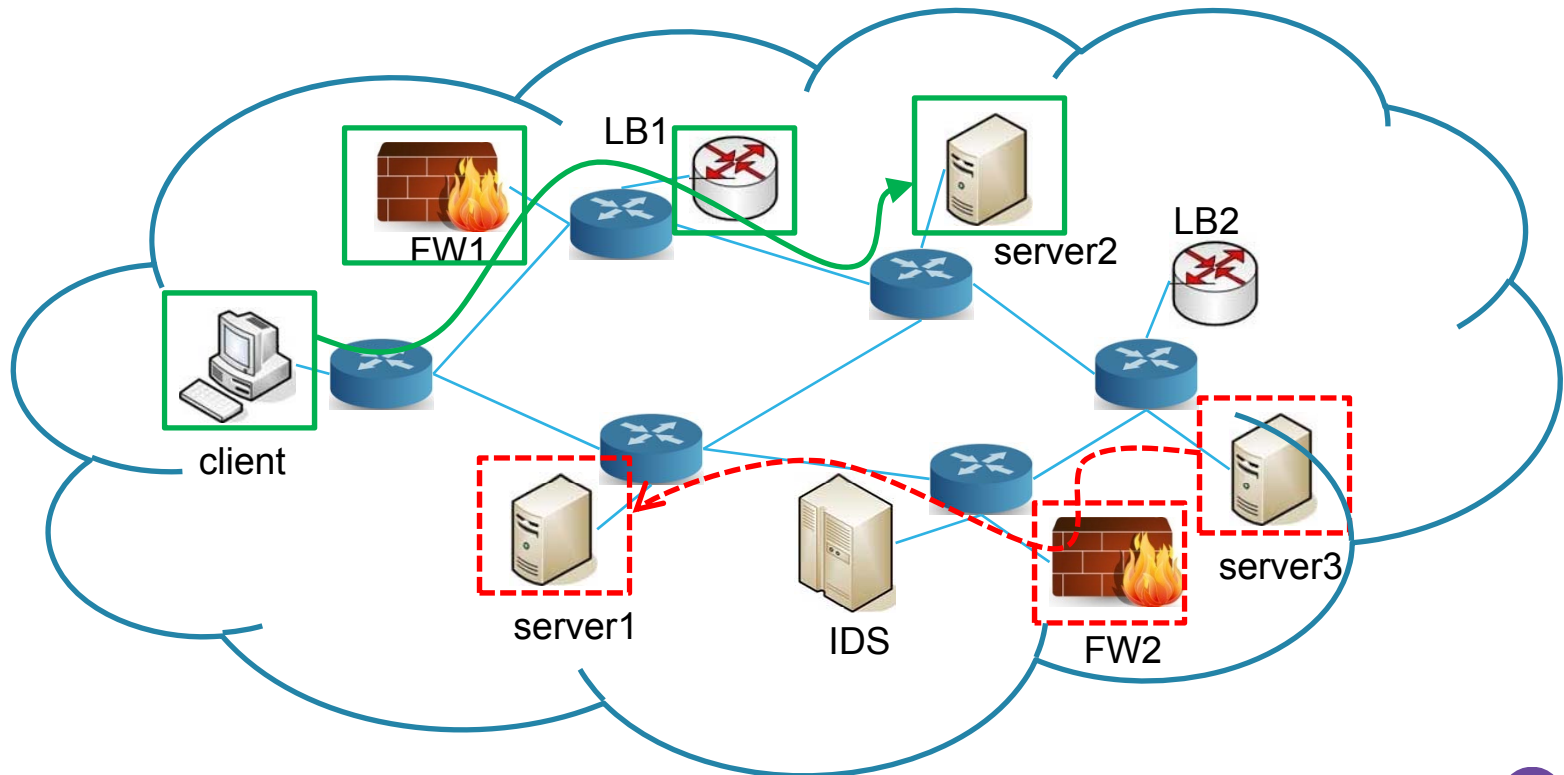 LB1
FW1
server2
LB2
client
server3
server1
IDS
FW2